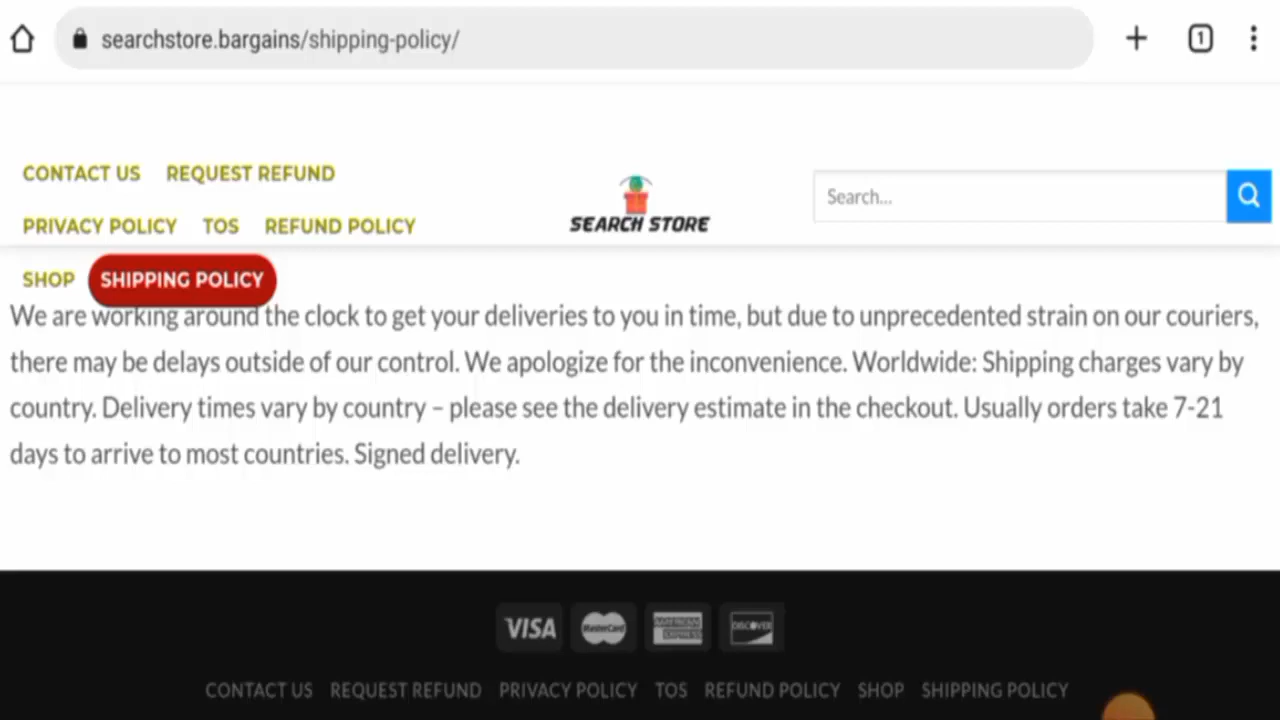 searchstore.bargains/shipping-policy/
1
CONTACT US REQUEST REFUND
PRIVACY POLICY TOS REFUND POLICY
SHOP SHIPPING POLICY
SEARCH STORE
Search...
We are working around the clock to get your deliveries to you in time, but due to unprecedented strain on our couriers,
there may be delays outside of our control. We apologize for the inconvenience. Worldwide: Shipping charges vary by
country. Delivery times vary by country – please see the delivery estimate in the checkout. Usually orders take 7-21
days to arrive to most countries. Signed delivery.
VISA MasterCard AMERICAN EXPRESS DISCOVER
CONTACT US REQUEST REFUND PRIVACY POLICY TOS REFUND POLICY SHOP SHIPPING POLICY